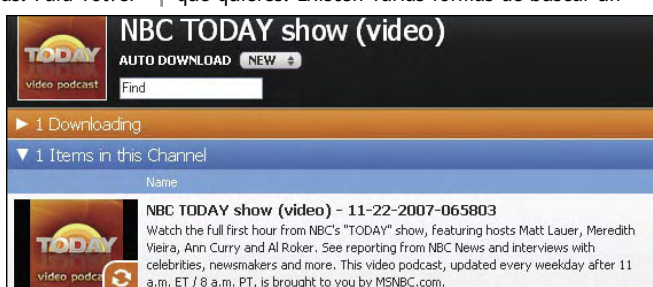 que quieres. Existen varias formas de buscar un
NBC TODAY show (video)
TODAY
video podcast
AUTO DOWNLOAD NEW
Find
1 Downloading
1 Items in this Channel
Name
NBC TODAY show (video) - 11-22-2007-065803
Watch the full first hour from NBC's "TODAY" show, featuring hosts Matt Lauer, Meredith
Vieira, Ann Curry and Al Roker. See reporting from NBC News and interviews with
celebrities, newsmakers and more. This video podcast, updated every weekday after 11
a.m. ET / 8 a.m. PT, is brought to you by MSNBC.com.
TODAY
video podca